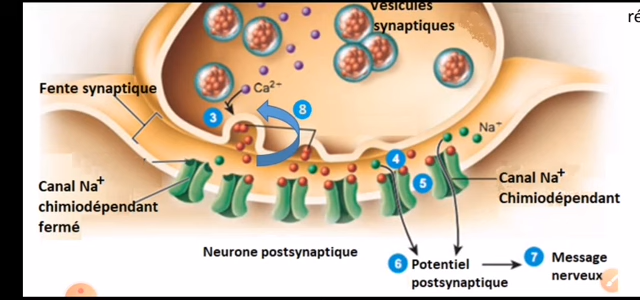 Vésicules
synaptiques
ré
Fente synaptique
Ca2+
3
8
Na+
4
5
Canal Na+
chimiodépendant
fermé
Canal Na+
Chimiodépendant
Neurone postsynaptique
6 Potentiel
postsynaptique
7 Message
nerveux